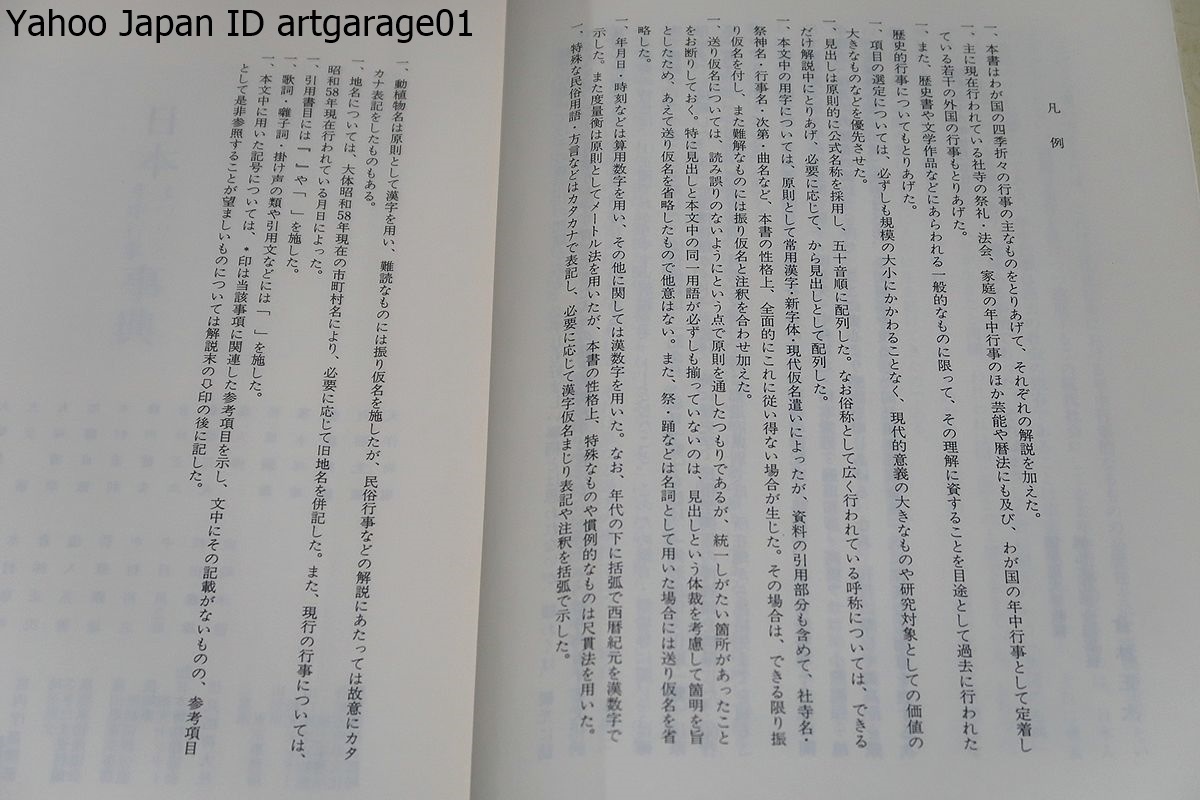 Yahoo Japan ID artgarage01
凡例
一、本書はわが国の四季折々の行事の主なものをとりあげて、それぞれの解説を加えた。
一、主に現在行われている社寺の祭礼・法会、家庭の年中行事のほか芸能や暦法にも及び、わが国の年中行事として定着し
ている若干の外国の行事もとりあげた。
一、また、歴史書や文学作品などにあらわれる一般的なものに限って、その理解に資することを目途として過去に行われた
歴史的行事についてもとりあげた。
一、項目の選定については、必ずしも規模の大小にかかわることなく、現代的意義の大きなものや研究対象としての価値の
大きなものなどを優先させた。
一、見出しは原則的に公式名称を採用し、五十音順に配列した。なお俗称として広く行われている呼称については、できる
だけ解説中にとりあげ、必要に応じて、から見出しとして配列した。
一、本文中の用字については、原則として常用漢字・新字体・現代仮名遣いによったが、資料の引用部分も含めて、社寺名・
祭神名・行事名・次第・曲名など、本書の性格上、全面的にこれに従い得ない場合が生じた。その場合は、できる限り振
り仮名を付し、また難解なものには振り仮名と注釈を合わせ加えた。
一、送り仮名については、読み誤りのないようにという点で原則を通したつもりであるが、統一しがたい箇所があったこと
をお断りしておく。特に見出しと本文中の同一用語が必ずしも揃っていないのは、見出しという体裁を考慮して簡明を旨
としたため、あえて送り仮名を省略したもので他意はない。また、祭・踊などは名詞として用いた場合には送り仮名を省
略した。
一、年月日・時刻などは算用数字を用い、その他に関しては漢数字を用いた。なお、年代の下に括弧で西暦紀元を漢数字で
示した。また度量衡は原則としてメートル法を用いたが、本書の性格上、特殊なものや慣例的なものは尺貫法を用いた。
一、特殊な民俗用語・方言などはカタカナで表記し、必要に応じて漢字仮名まじり表記や注釈を括弧で示した。
一、動植物名は原則として漢字を用い、難読なものには振り仮名を施したが、民俗行事などの解説にあたっては故意にカタ
カナ表記をしたものもある。
一、地名については、大体昭和58年現在の市町村名により、必要に応じて旧地名を併記した。また、現行の行事については、
昭和58年現在行われている月日によった。
一、引用書目には『　』や「　」を施した。
一、歌詞・囃子詞・掛け声の類や引用文などには「　」を施した。
一、本文中に用いた記号については、＊印は当該事項に関連した参考項目を示し、文中にその記載がないものの、参考項目
として是非参照することが望ましいものについては解説末の⇨印の後に記した。